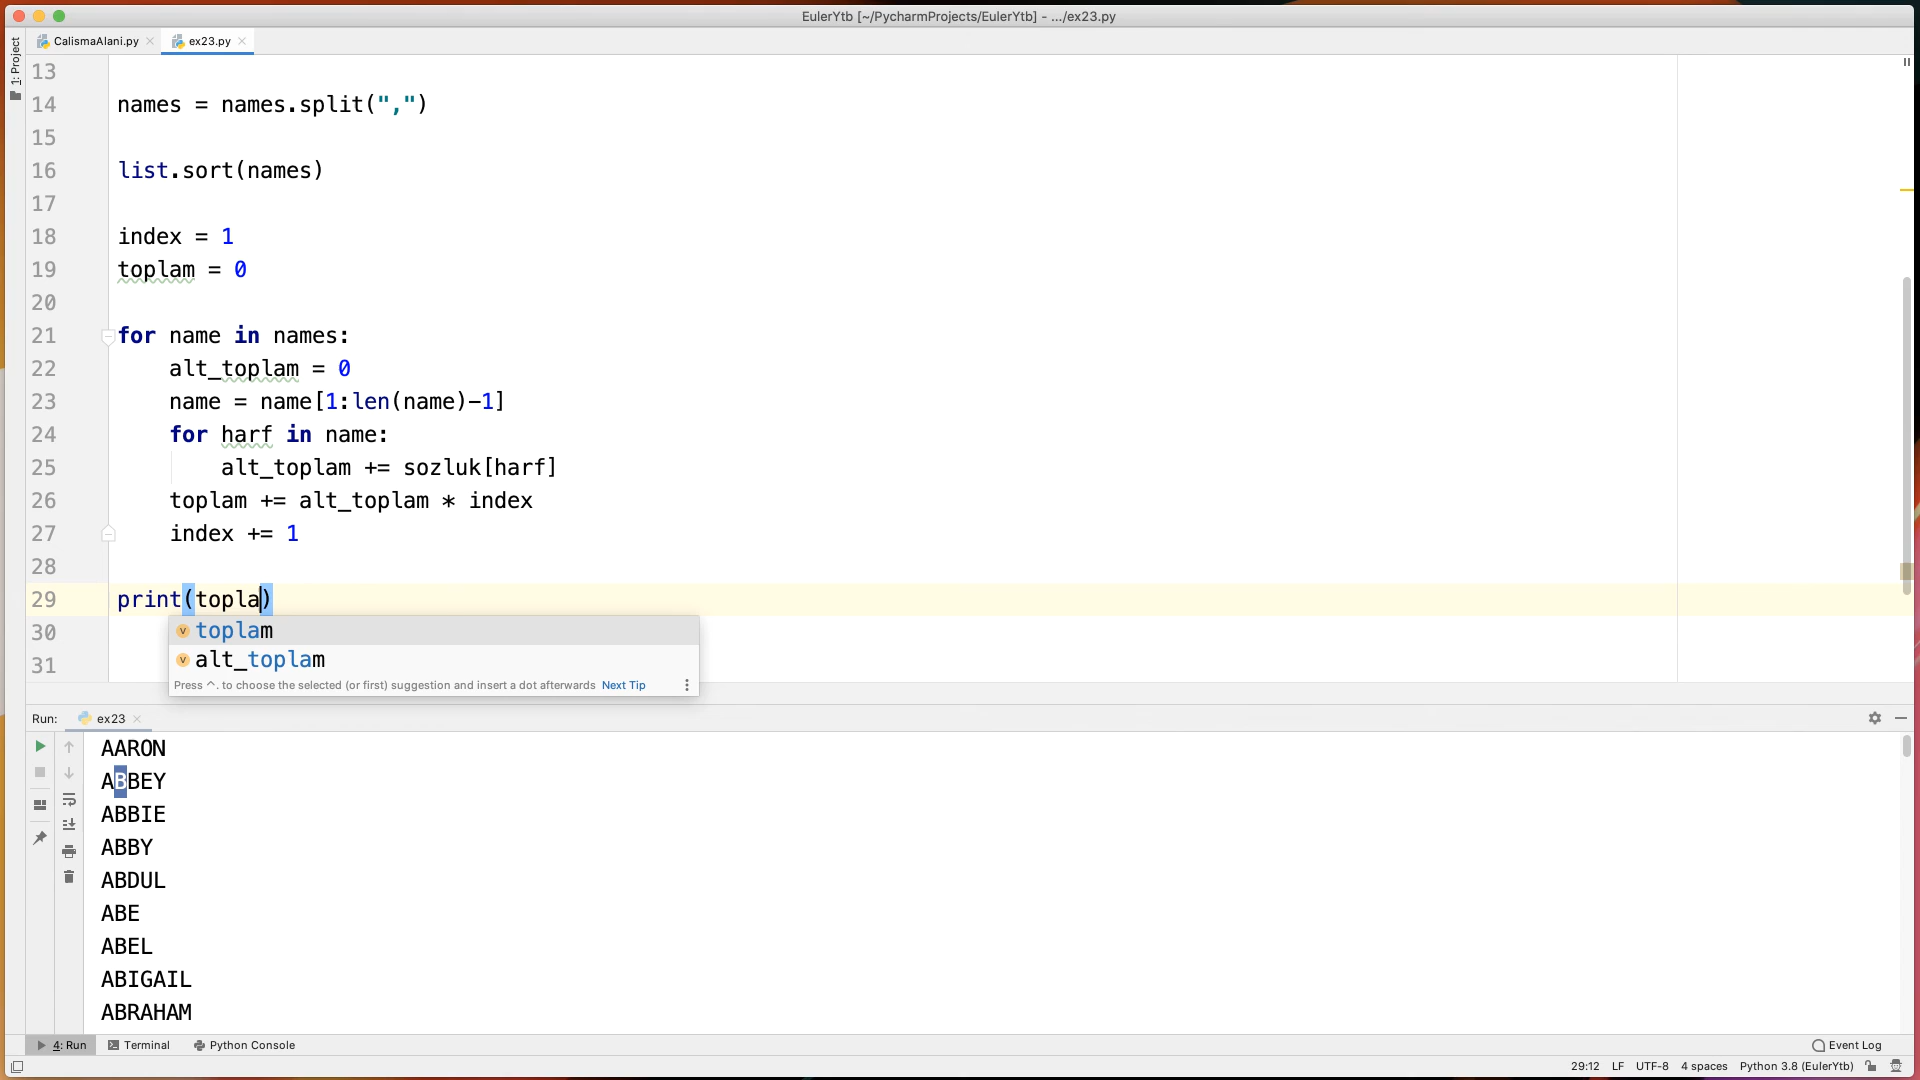 EulerYtb [~/PycharmProjects/EulerYtb] - .../ex23.py
1: Project
CalismaAlani.py
ex23.py
13
14 names = names.split(",")
15
16 list.sort(names)
17
18 index = 1
19 toplam = 0
20
21 for name in names:
22 alt_toplam = 0
23 name = name[1:len(name)-1]
24 for harf in name:
25 alt_toplam += sozluk[harf]
26 toplam += alt_toplam * index
27 index += 1
28
29 print(topla)
30
31
v toplam
v alt_toplam
Press ^. to choose the selected (or first) suggestion and insert a dot afterwards Next Tip
Run: ex23
AARON
ABBEY
ABBIE
ABBY
ABDUL
ABE
ABEL
ABIGAIL
ABRAHAM
4: Run Terminal Python Console Event Log
29:12 LF UTF-8 4 spaces Python 3.8 (EulerYtb)